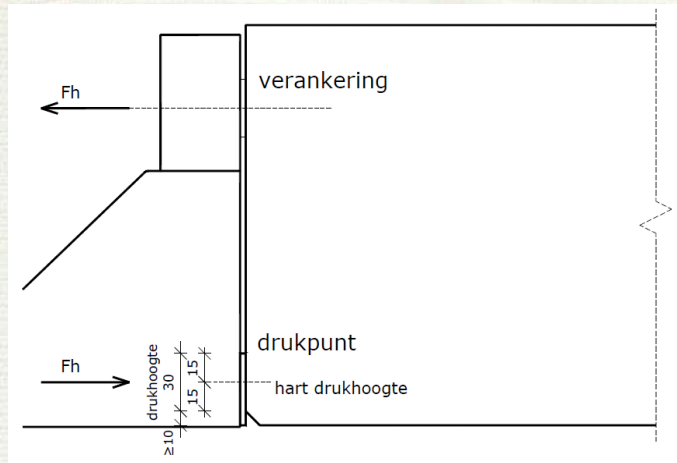 Fh
verankering
drukpunt
Fh
drukhoogte
30
15
15
hart drukhoogte
≥10